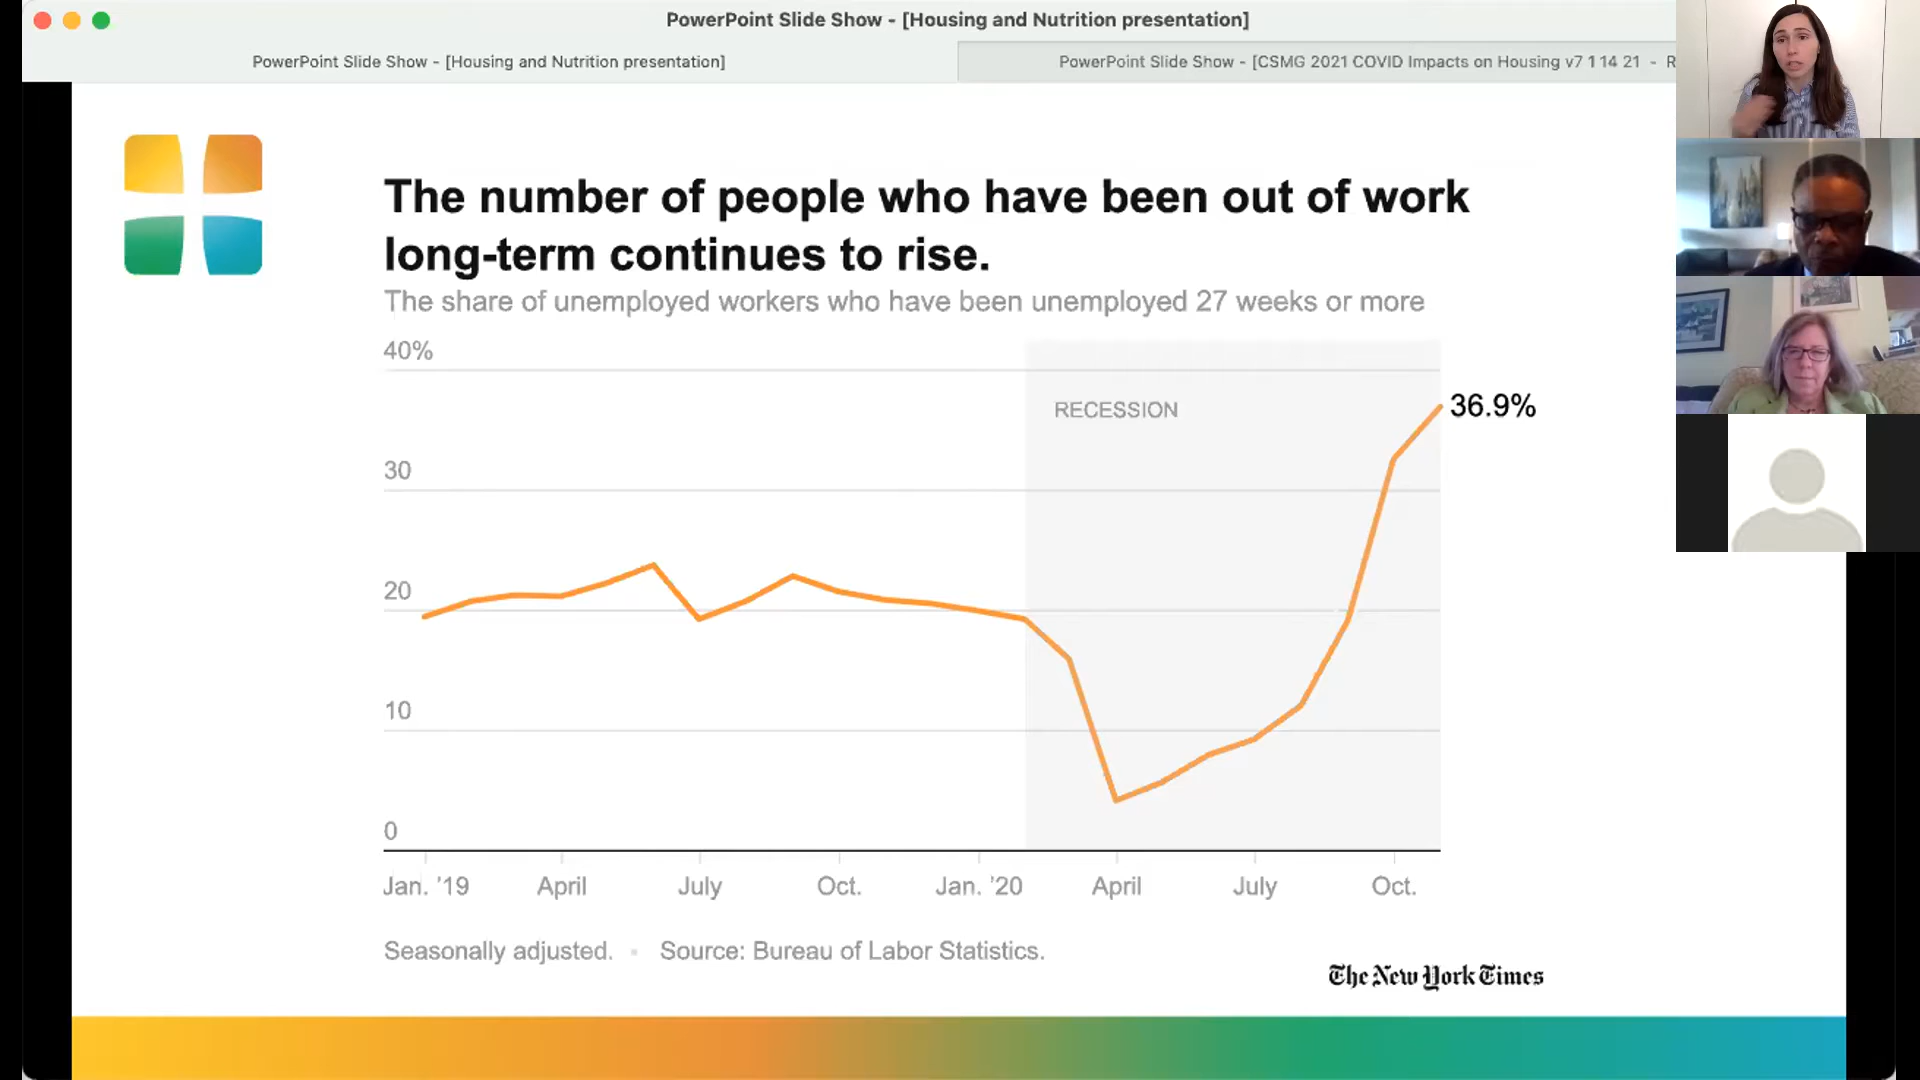 PowerPoint Slide Show - [Housing and Nutrition presentation]
PowerPoint Slide Show - [Housing and Nutrition presentation]
PowerPoint Slide Show - [CSMG 2021 COVID Impacts on Housing v7 1 14 21 - R
The number of people who have been out of work
long-term continues to rise.
The share of unemployed workers who have been unemployed 27 weeks or more
40%
RECESSION
36.9%
30
20
10
0
Jan. ’19 April July Oct. Jan. ’20 April July Oct.
Seasonally adjusted. • Source: Bureau of Labor Statistics.
The New York Times